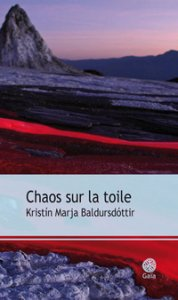 Chaos sur la toile
Kristín Marja Baldursdóttir
Gaïa